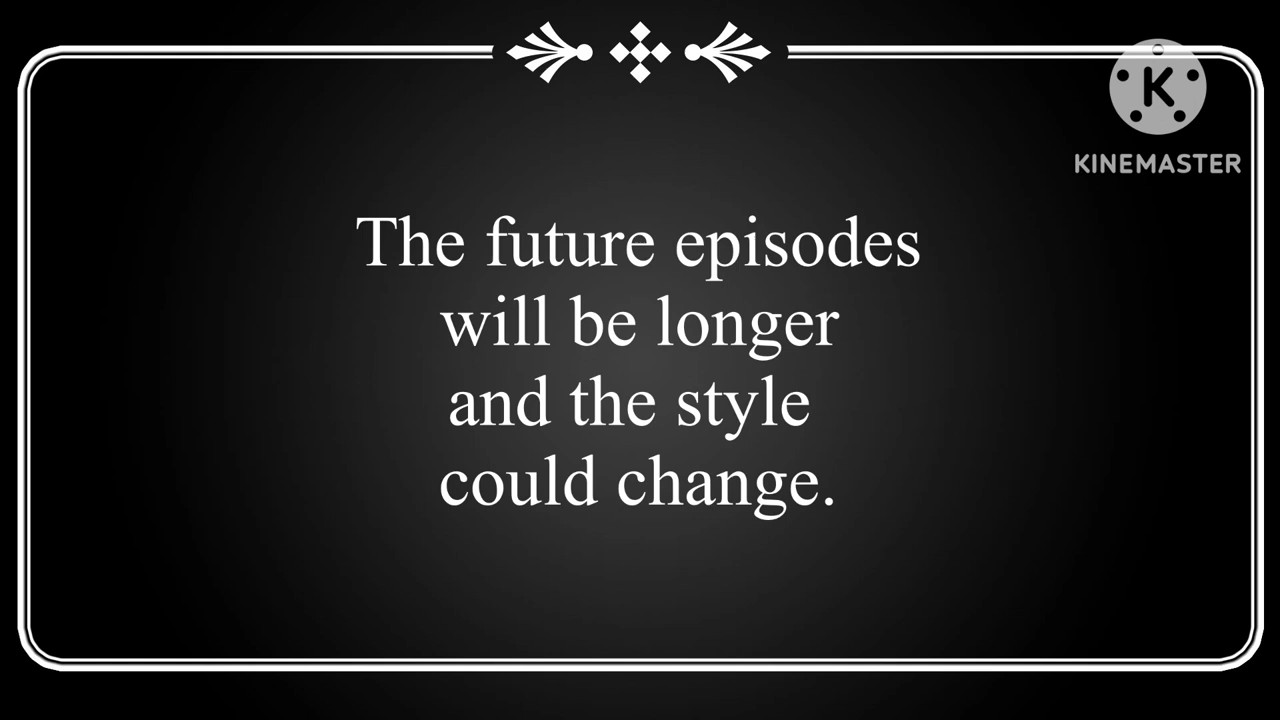 K
KINEMASTER
The future episodes
will be longer
and the style
could change.